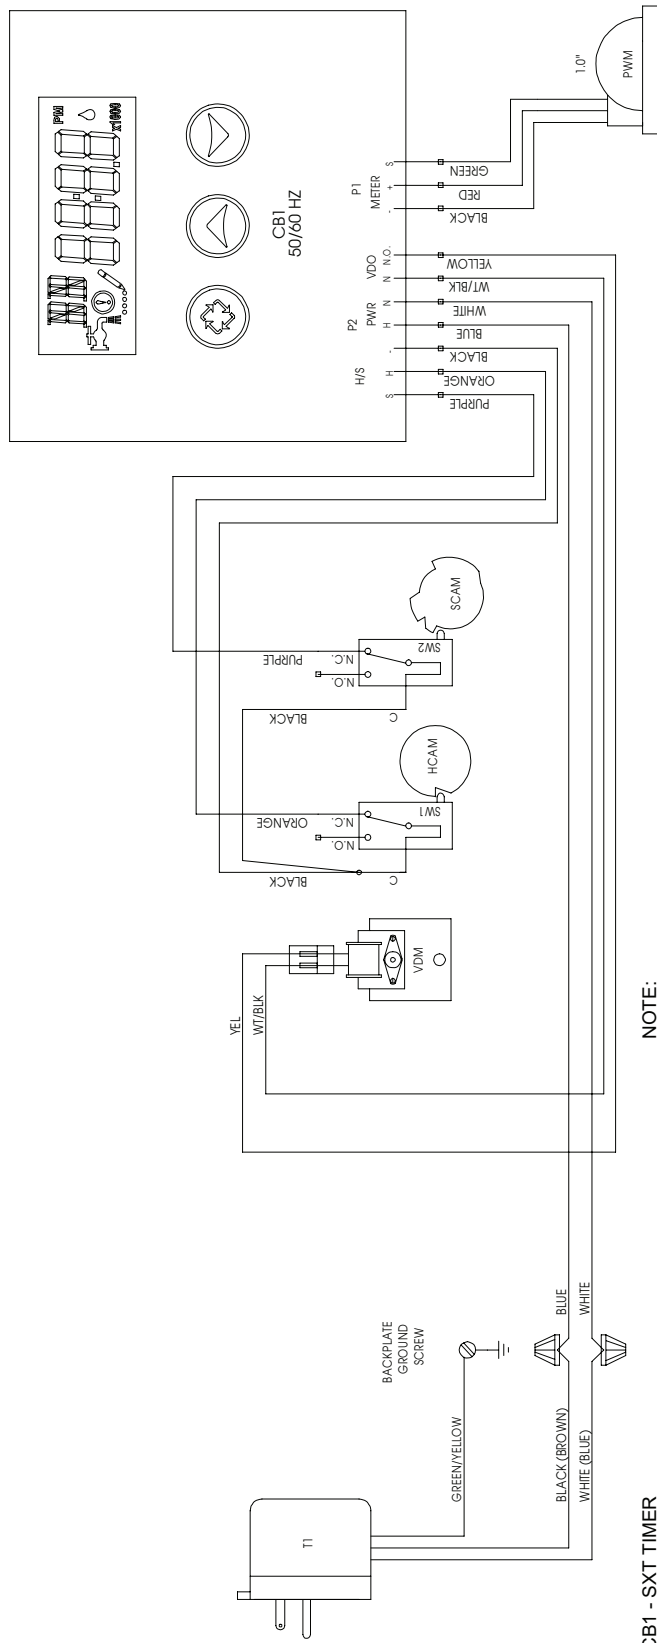 PM
x1000
CB1
50/60 HZ
P1
METER
S
+
-
GREEN
RED
BLACK
1.0"
PWM
P2
VDO
PWR
N.O.
N
N
H
YELLOW
WT/BLK
WHITE
BLUE
H/S
-
H
S
BLACK
ORANGE
PURPLE
PURPLE
N.C.
N.O.
BLACK
C
SW2
SCAM
ORANGE
N.C.
N.O.
BLACK
C
SW1
HCAM
YEL
WT/BLK
VDM
BACKPLATE
GROUND
SCREW
GREEN/YELLOW
BLUE
WHITE
BLACK (BROWN)
WHITE (BLUE)
T1
CB1 - SXT TIMER
NOTE: